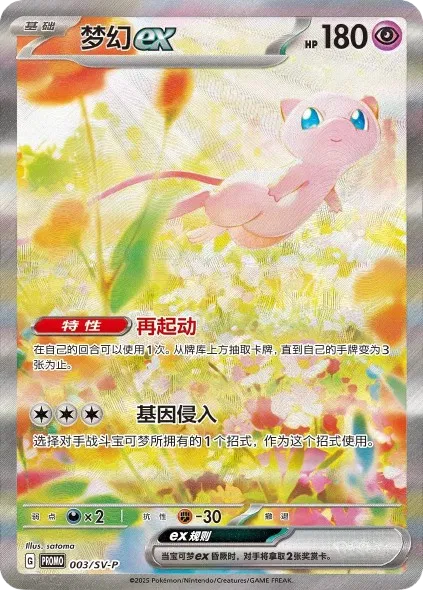 基础 梦幻ex HP 180
特性 再起动
在自己的回合可以使用1次。从牌库上方抽取卡牌，直到自己的手牌变为3
张为止。
基因侵入
选择对手战斗宝可梦所拥有的1个招式，作为这个招式使用。
弱点 ×2 抗性 -30 撤退
Illus. satoma
ex规则
G PROMO 003/SV-P
当宝可梦ex昏厥时，对手将拿取2张奖赏卡。
©2025 Pokémon/Nintendo/Creatures/GAME FREAK.